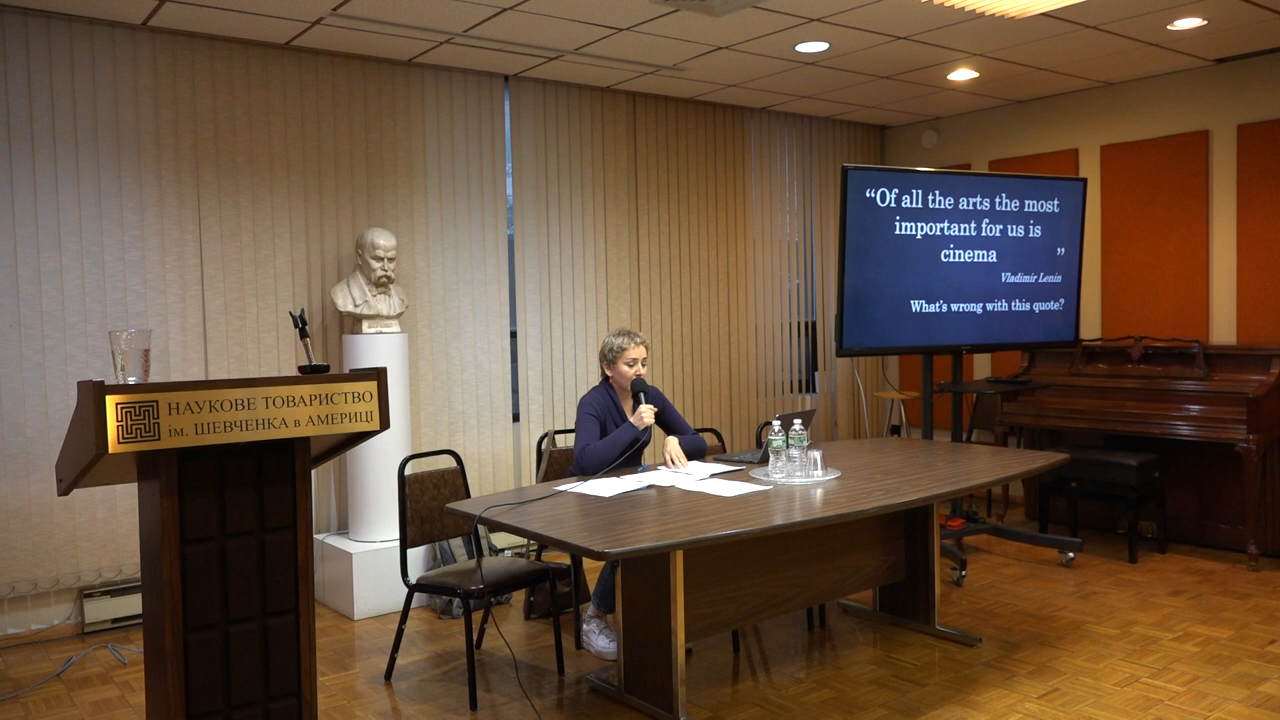 НАУКОВЕ ТОВАРИСТВО
ім. ШЕВЧЕНКА в АМЕРИЦІ
“Of all the arts the most
important for us is
cinema ”
Vladimir Lenin
What's wrong with this quote?